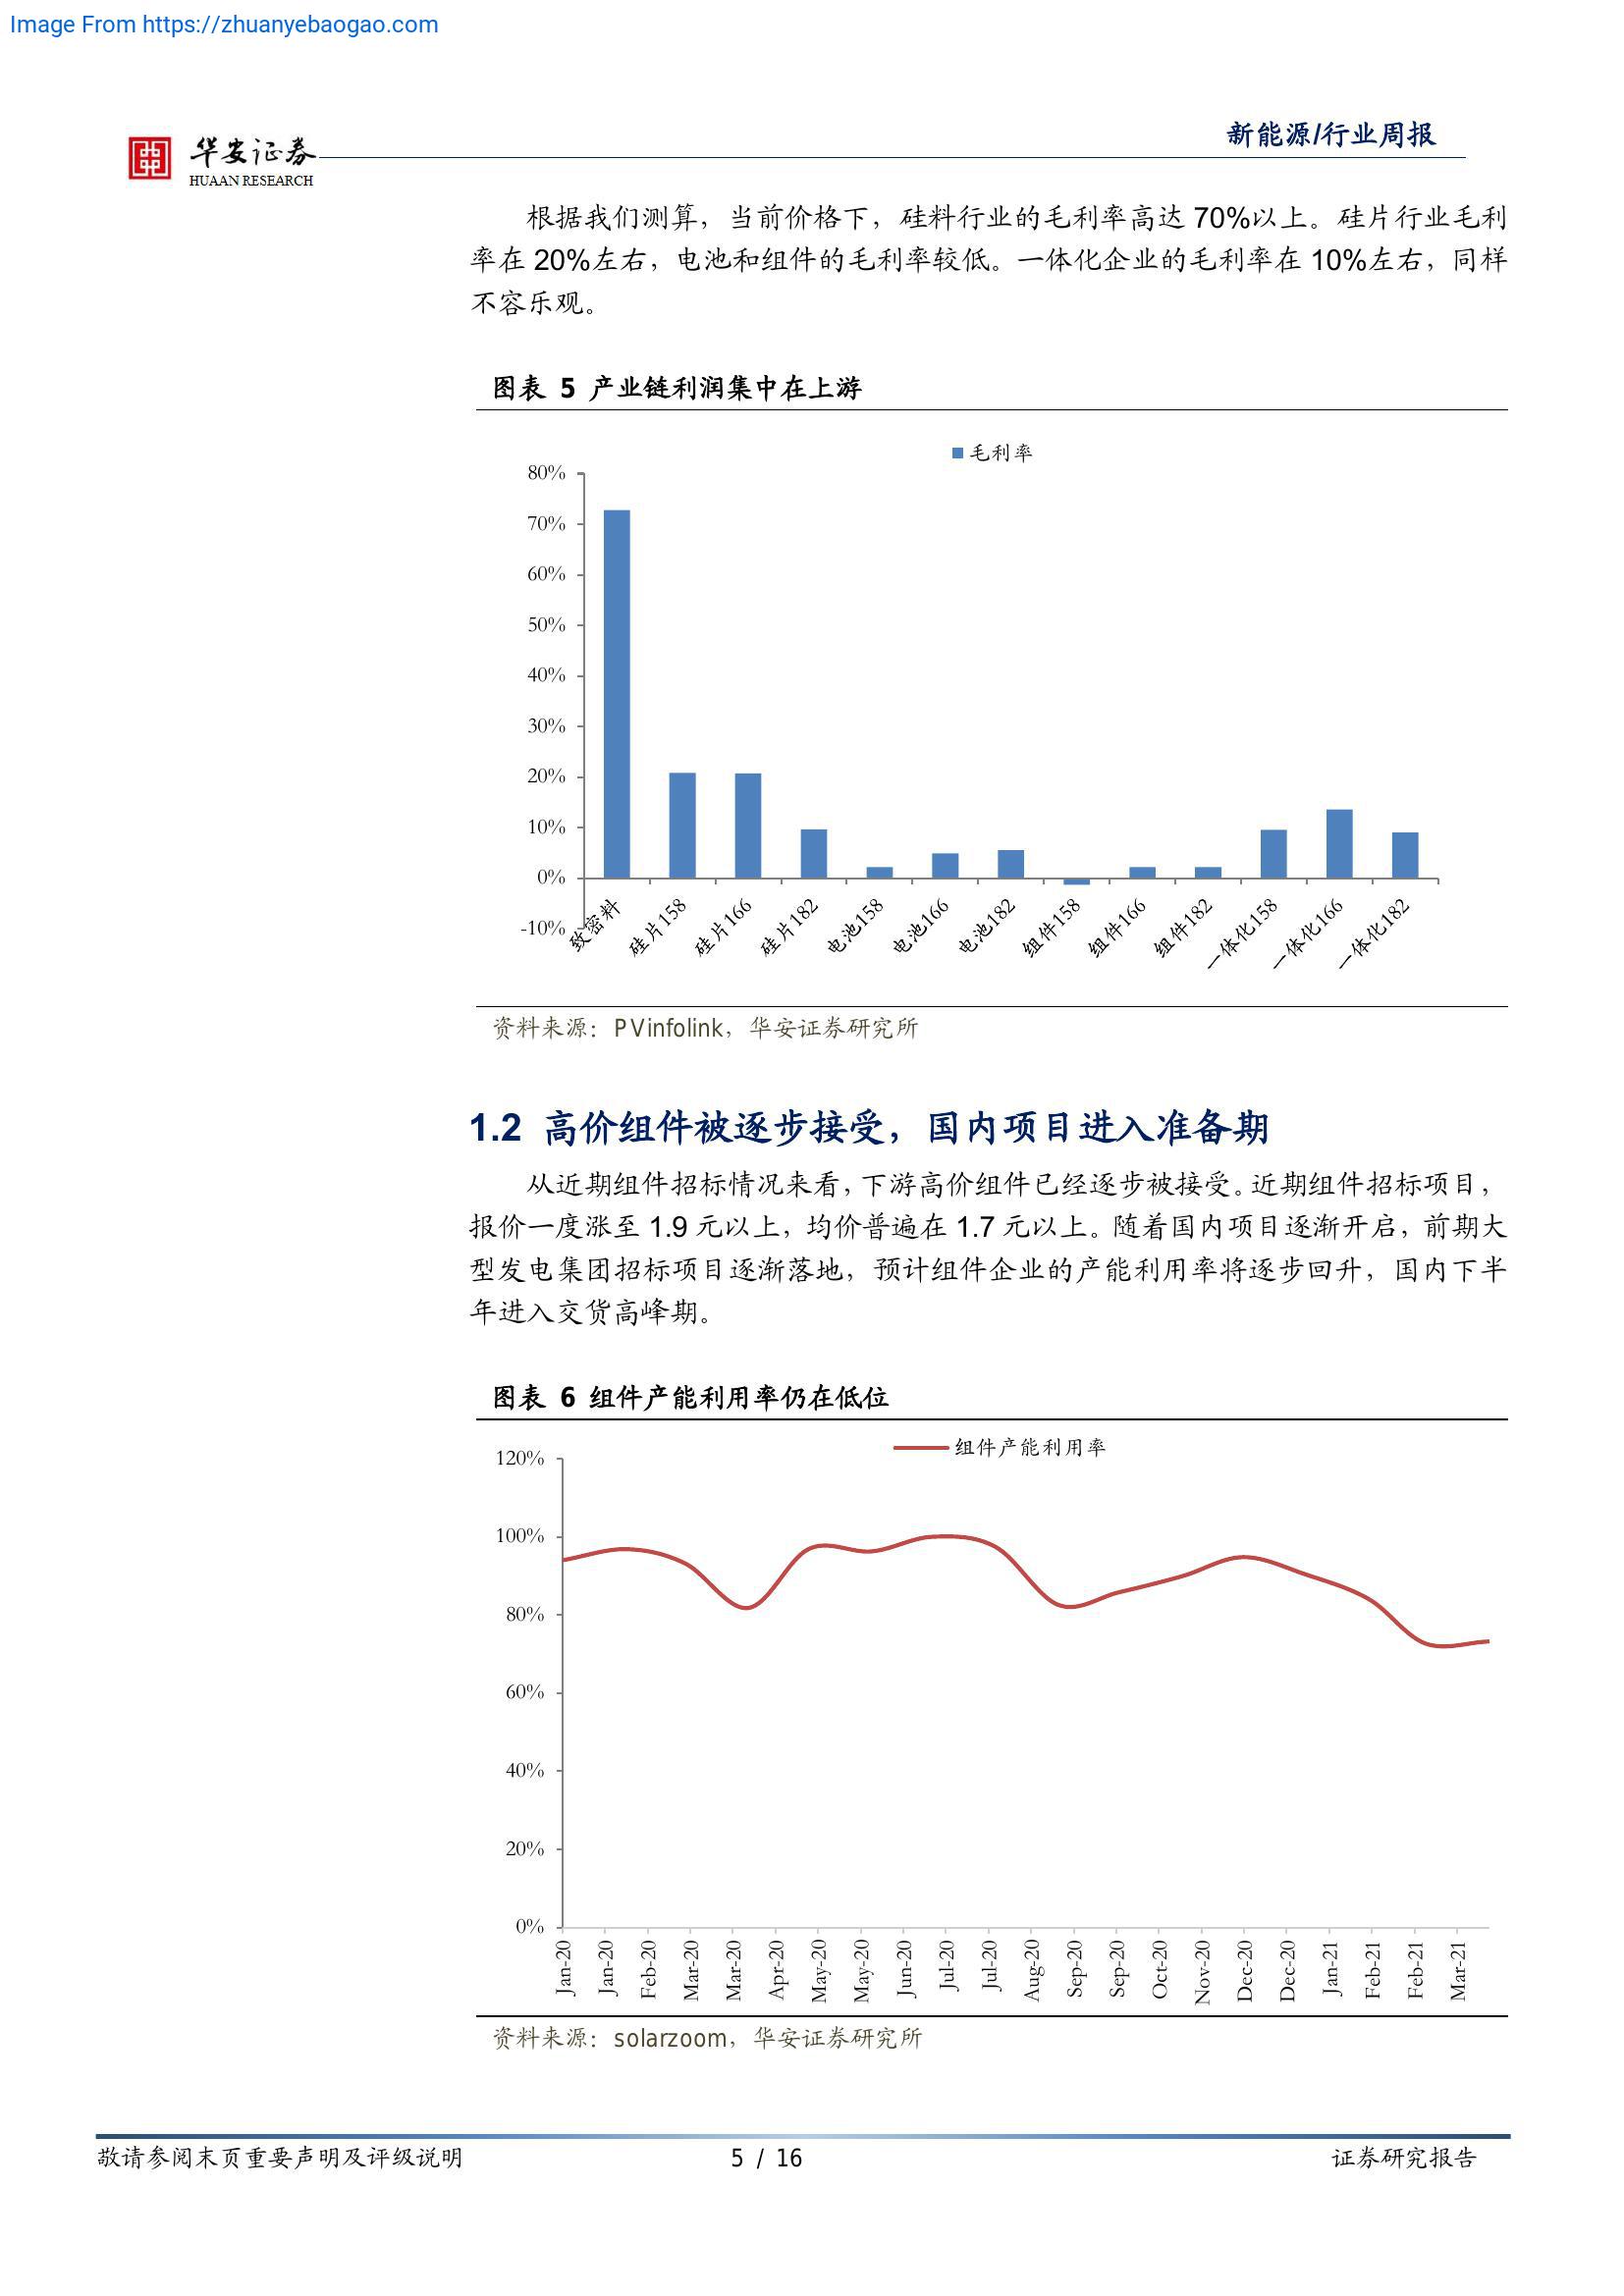 Image From https://zhuanyebaogao.com
华安证券
HUAAN RESEARCH
新能源/行业周报
根据我们测算，当前价格下，硅料行业的毛利率高达 70%以上。硅片行业毛利
率在 20%左右，电池和组件的毛利率较低。一体化企业的毛利率在 10%左右，同样
不容乐观。
图表 5 产业链利润集中在上游
毛利率
80%
70%
60%
50%
40%
30%
20%
10%
0%
-10%
致密料
硅片158
硅片166
硅片182
电池158
电池166
电池182
组件158
组件166
组件182
一体化158
一体化166
一体化182
资料来源：PVinfolink，华安证券研究所
1.2 高价组件被逐步接受，国内项目进入准备期
从近期组件招标情况来看，下游高价组件已经逐步被接受。近期组件招标项目，
报价一度涨至 1.9 元以上，均价普遍在 1.7 元以上。随着国内项目逐渐开启，前期大
型发电集团招标项目逐渐落地，预计组件企业的产能利用率将逐步回升，国内下半
年进入交货高峰期。
图表 6 组件产能利用率仍在低位
组件产能利用率
120%
100%
80%
60%
40%
20%
0%
Jan-20
Jan-20
Feb-20
Mar-20
Mar-20
Apr-20
May-20
May-20
Jun-20
Jul-20
Jul-20
Aug-20
Sep-20
Sep-20
Oct-20
Nov-20
Dec-20
Dec-20
Jan-21
Feb-21
Feb-21
Mar-21
资料来源：solarzoom，华安证券研究所
敬请参阅末页重要声明及评级说明
5 / 16
证券研究报告